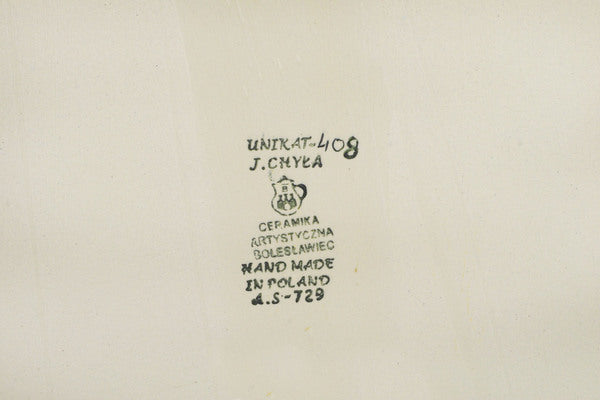 UNIKAT-408
J.CHYŁA
CERAMIKA
ARTYSTYCZNA
BOLESŁAWIEC
HAND MADE
IN POLAND
A.S-729